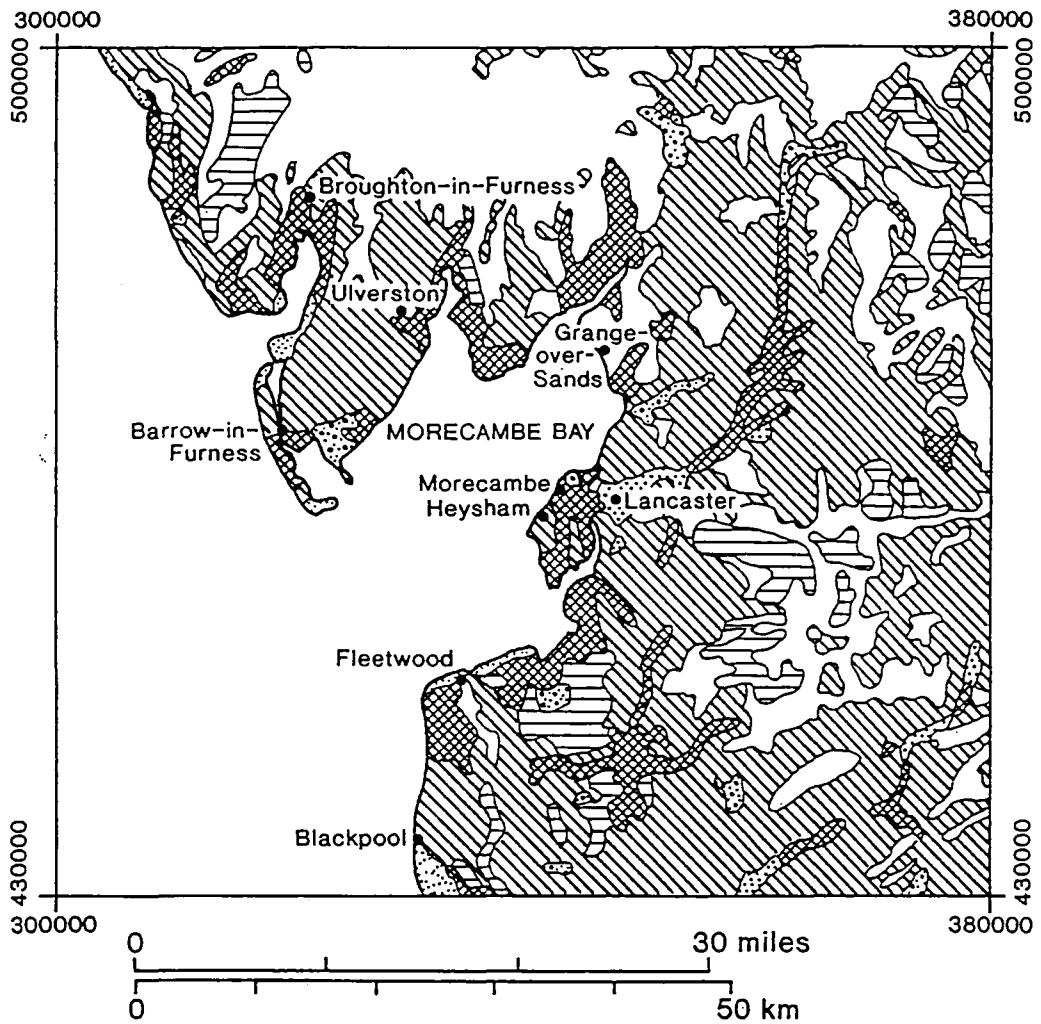 300000
380000
500000
500000
Broughton-in-Furness
Ulverston
Grange-
over-
Sands
Barrow-in-
Furness
MORECAMBE BAY
Morecambe
Heysham
Lancaster
Fleetwood
Blackpool
430000
430000
300000
380000
0
30 miles
0
50 km